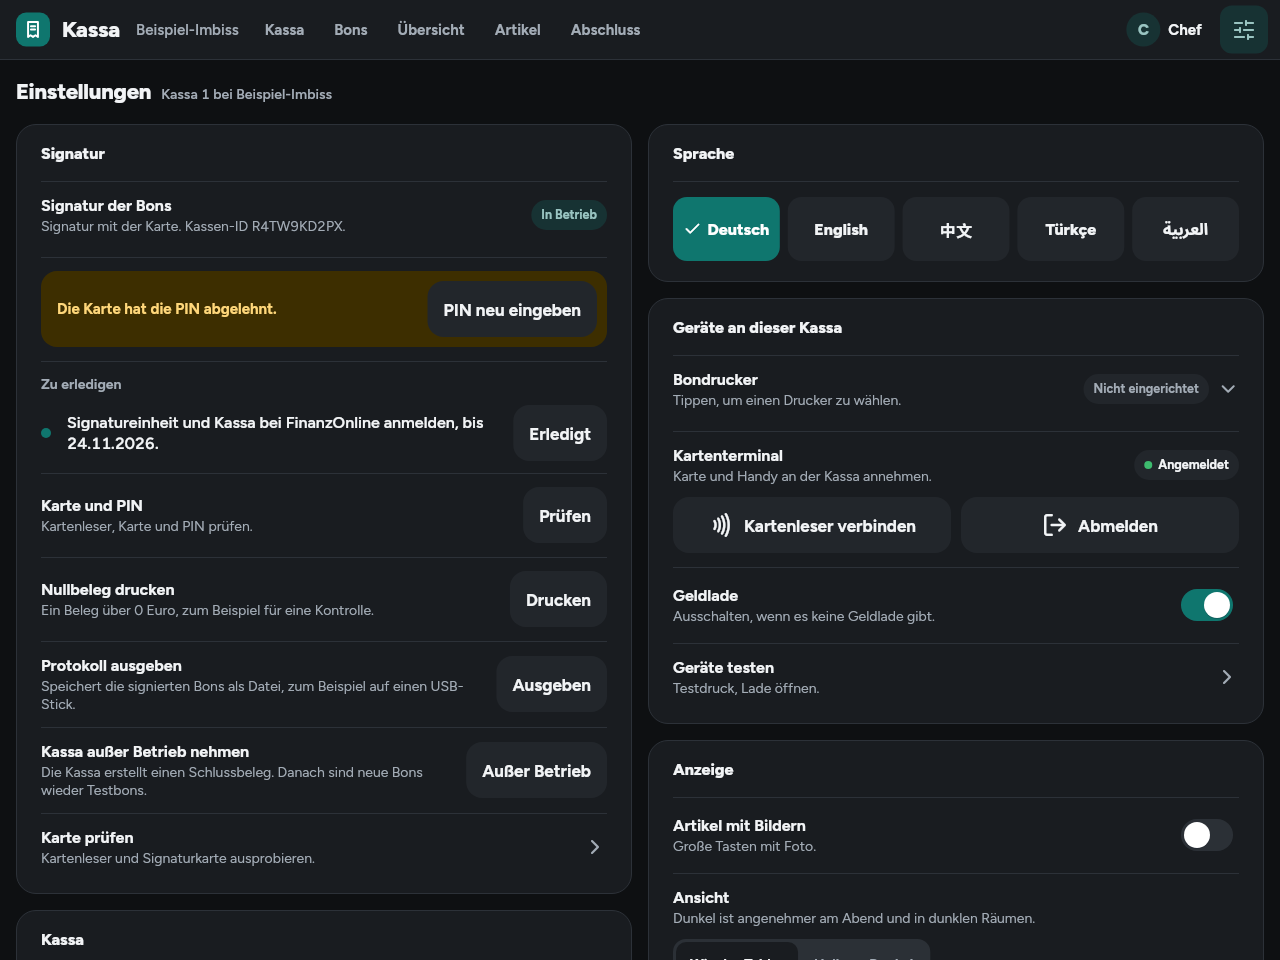 Kassa
Beispiel-Imbiss
Kassa
Bons
Übersicht
Artikel
Abschluss
C
Chef
Einstellungen
Kassa 1 bei Beispiel-Imbiss
Signatur
Signatur der Bons
Signatur mit der Karte. Kassen-ID R4TW9KD2PX.
In Betrieb
Die Karte hat die PIN abgelehnt.
PIN neu eingeben
Zu erledigen
Signatureinheit und Kassa bei FinanzOnline anmelden, bis
24.11.2026.
Erledigt
Karte und PIN
Kartenleser, Karte und PIN prüfen.
Prüfen
Nullbeleg drucken
Ein Beleg über 0 Euro, zum Beispiel für eine Kontrolle.
Drucken
Protokoll ausgeben
Speichert die signierten Bons als Datei, zum Beispiel auf einen USB-
Stick.
Ausgeben
Kassa außer Betrieb nehmen
Die Kassa erstellt einen Schlussbeleg. Danach sind neue Bons
wieder Testbons.
Außer Betrieb
Karte prüfen
Kartenleser und Signaturkarte ausprobieren.
Kassa
Sprache
Deutsch
English
中文
Türkçe
العربية
Geräte an dieser Kassa
Bondrucker
Tippen, um einen Drucker zu wählen.
Nicht eingerichtet
Kartenterminal
Karte und Handy an der Kassa annehmen.
Angemeldet
Kartenleser verbinden
Abmelden
Geldlade
Ausschalten, wenn es keine Geldlade gibt.
Geräte testen
Testdruck, Lade öffnen.
Anzeige
Artikel mit Bildern
Große Tasten mit Foto.
Ansicht
Dunkel ist angenehmer am Abend und in dunklen Räumen.